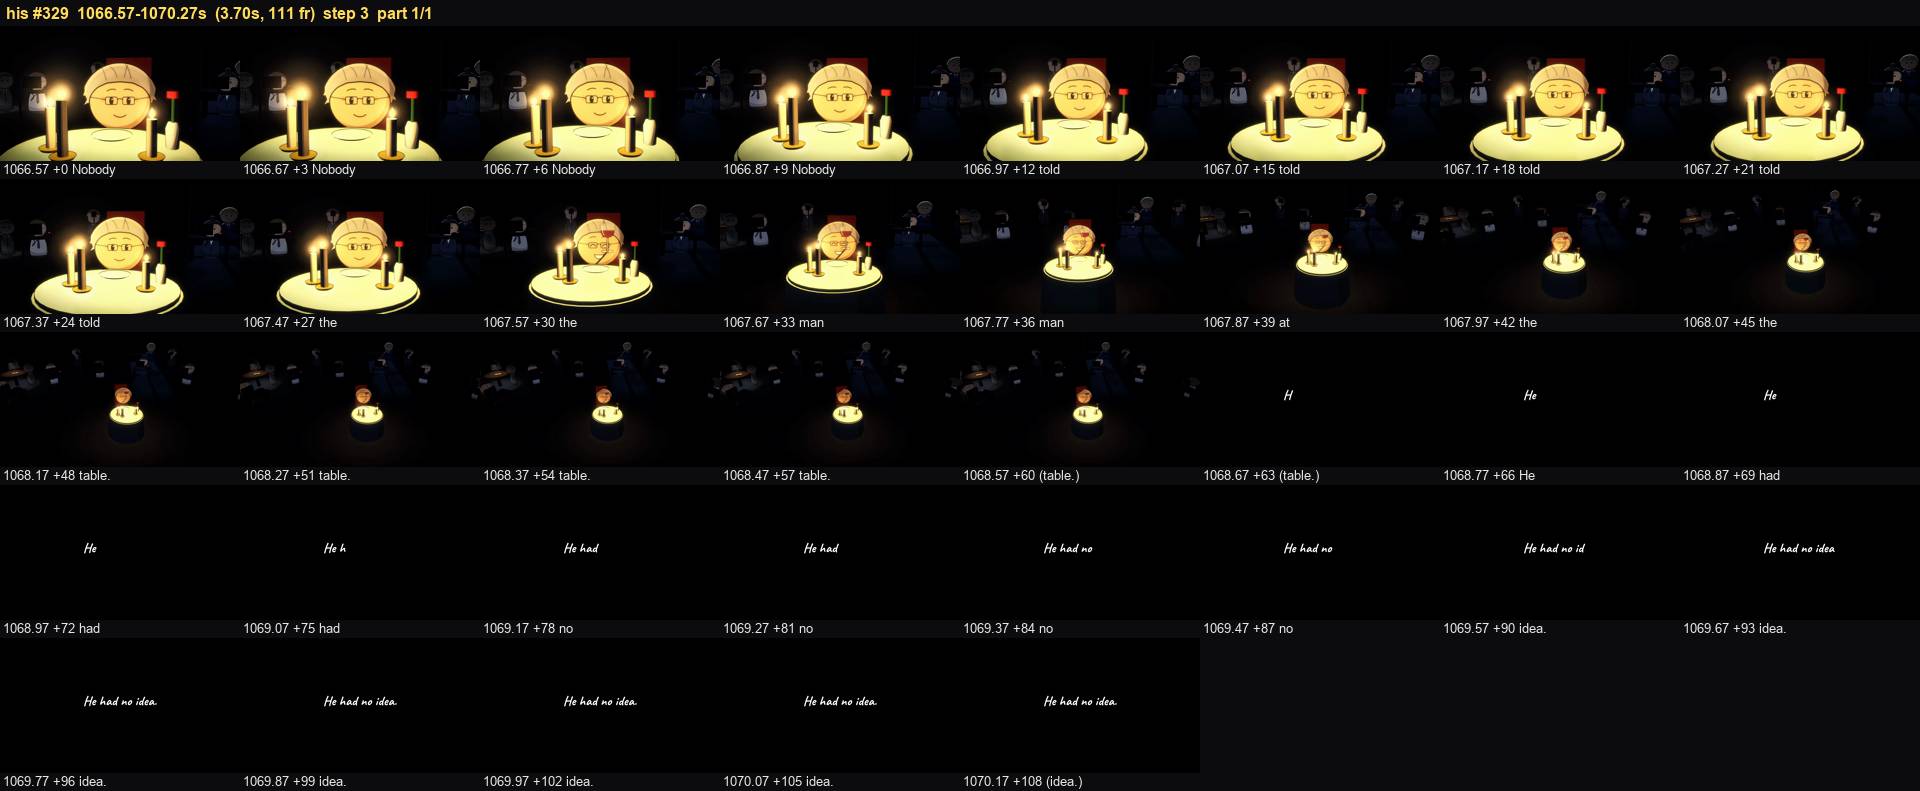 his #329 1066.57-1070.27s (3.70s, 111 fr) step 3 part 1/1
1066.57 +0 Nobody
1066.67 +3 Nobody
1066.77 +6 Nobody
1066.87 +9 Nobody
1066.97 +12 told
1067.07 +15 told
1067.17 +18 told
1067.27 +21 told
1067.37 +24 told
1067.47 +27 the
1067.57 +30 the
1067.67 +33 man
1067.77 +36 man
1067.87 +39 at
1067.97 +42 the
1068.07 +45 the
H
He
He
1068.17 +48 table.
1068.27 +51 table.
1068.37 +54 table.
1068.47 +57 table.
1068.57 +60 (table.)
1068.67 +63 (table.)
1068.77 +66 He
1068.87 +69 had
He
He h
He had
He had
He had no
He had no
He had no id
He had no idea
1068.97 +72 had
1069.07 +75 had
1069.17 +78 no
1069.27 +81 no
1069.37 +84 no
1069.47 +87 no
1069.57 +90 idea.
1069.67 +93 idea.
He had no idea.
He had no idea.
He had no idea.
He had no idea.
He had no idea.
1069.77 +96 idea.
1069.87 +99 idea.
1069.97 +102 idea.
1070.07 +105 idea.
1070.17 +108 (idea.)